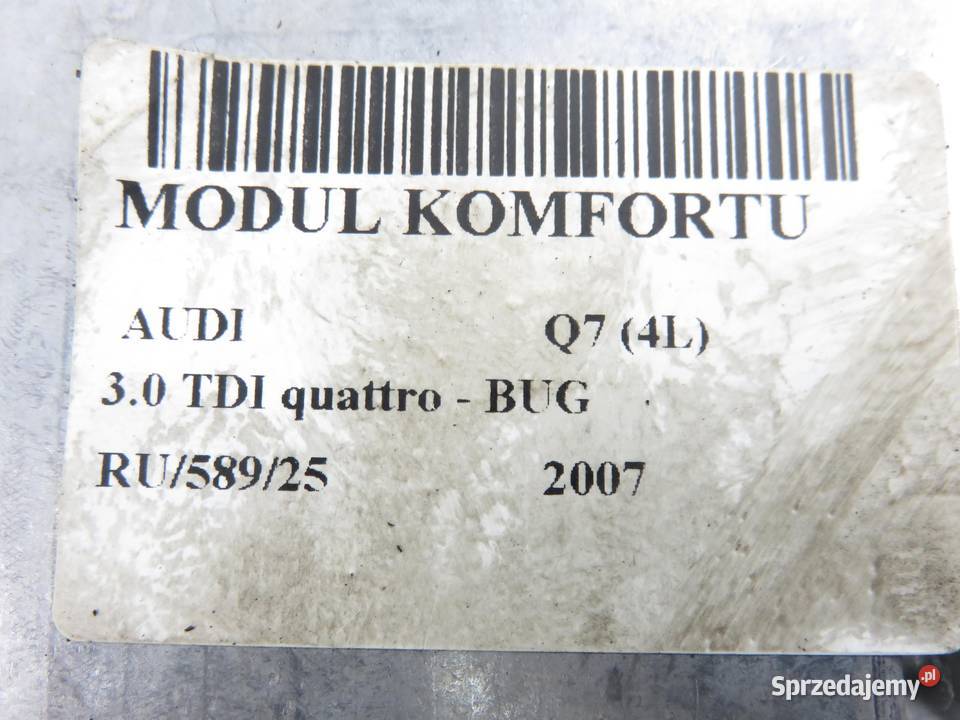 MODUL KOMFORTU
AUDI Q7 (4L)
3.0 TDI quattro - BUG
RU/589/25 2007
Sprzedajemy.pl